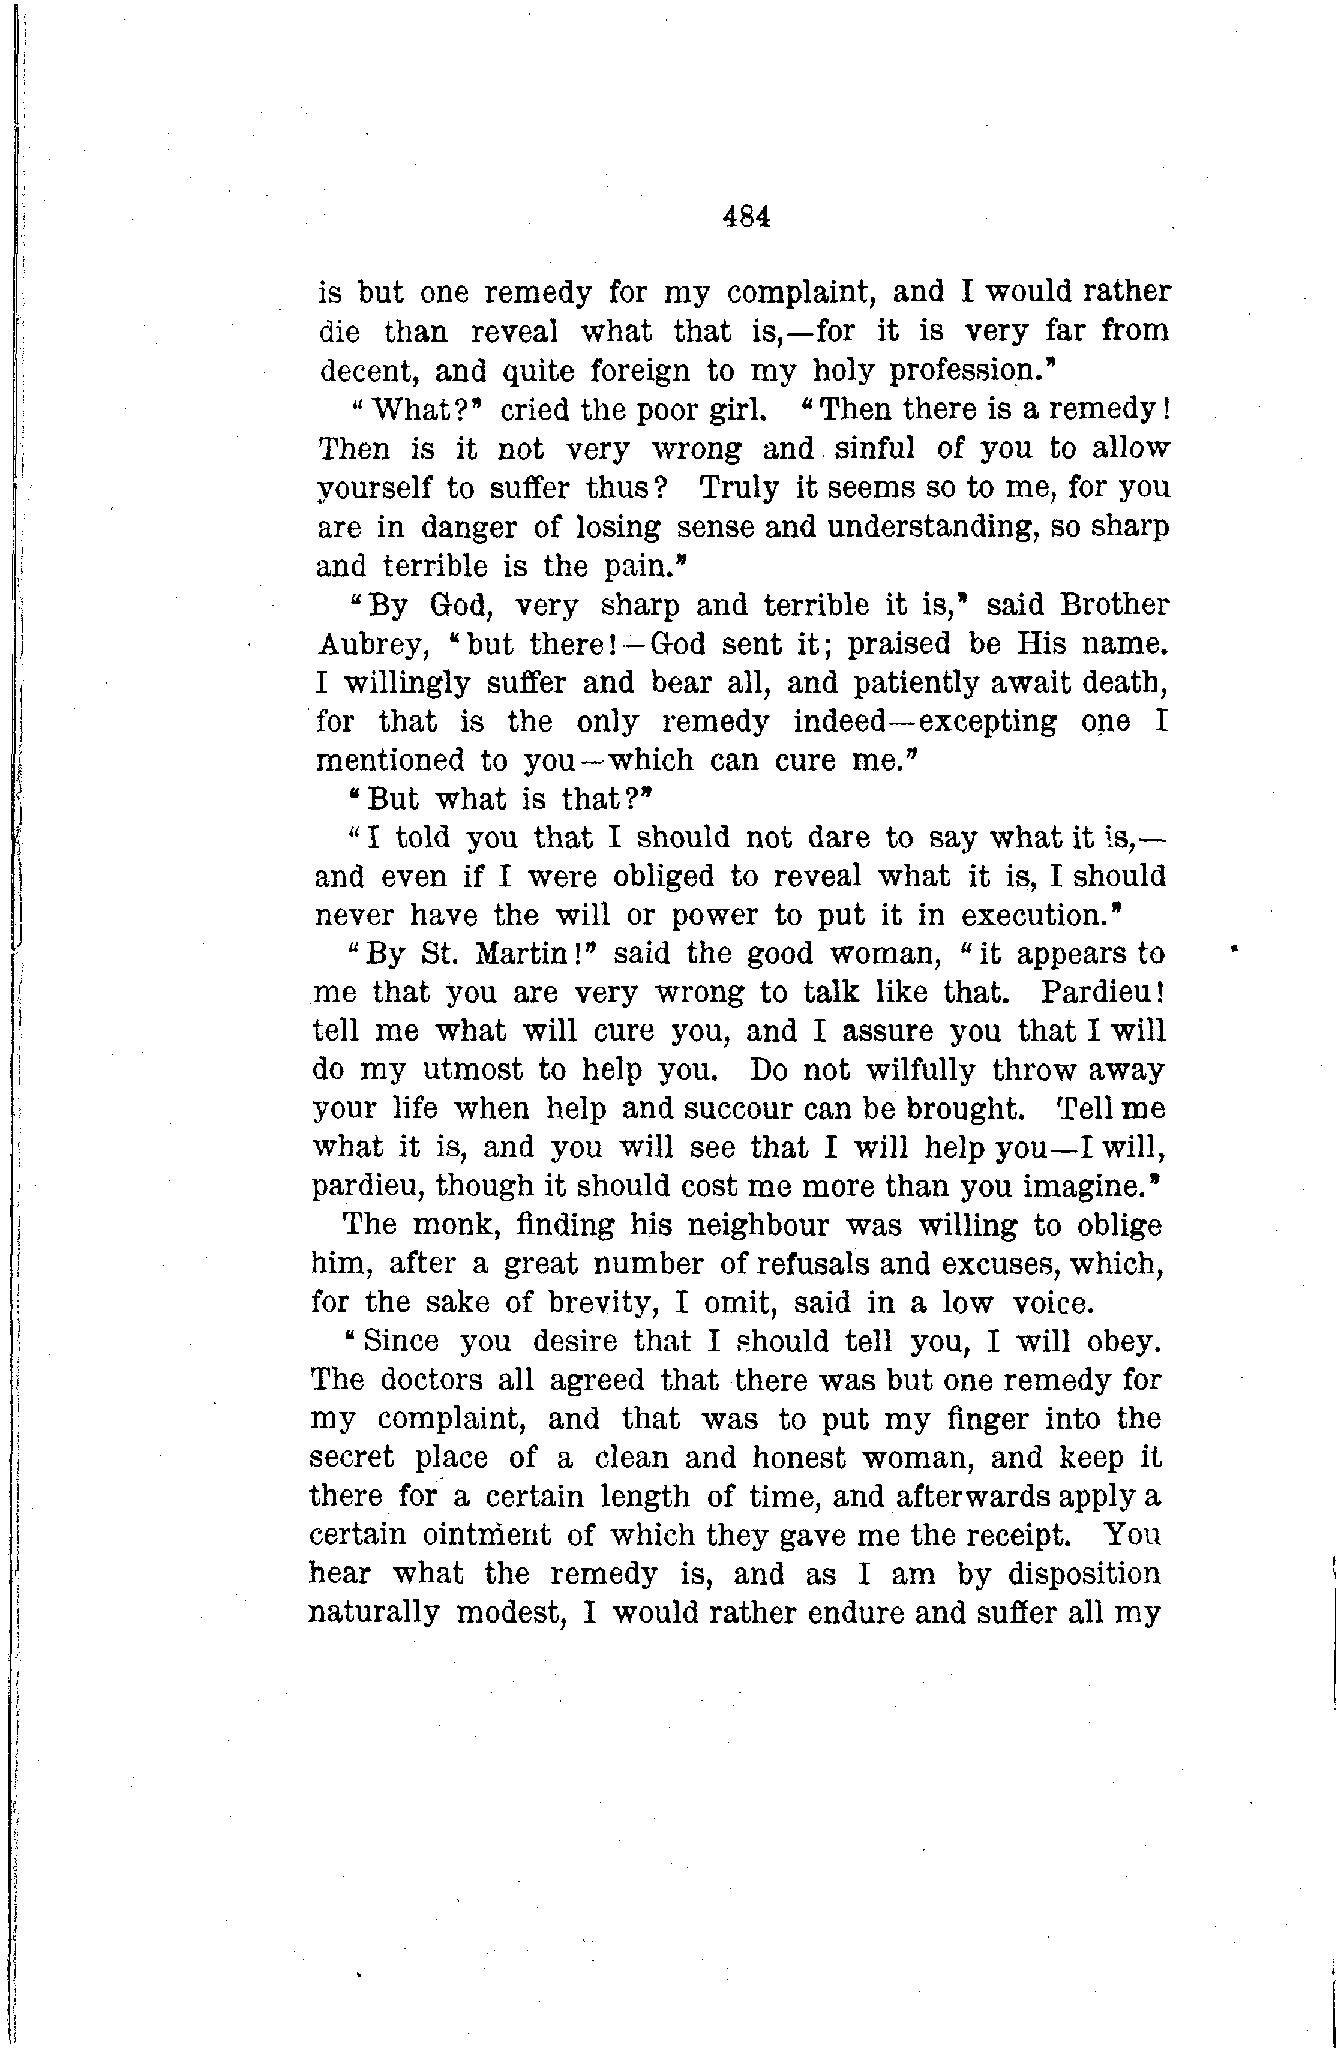 484
is but one remedy for my complaint, and I would rather
die than reveal what that is,—for it is very far from
decent, and quite foreign to my holy profession."
"What?" cried the poor girl. "Then there is a remedy!
Then is it not very wrong and sinful of you to allow
yourself to suffer thus? Truly it seems so to me, for you
are in danger of losing sense and understanding, so sharp
and terrible is the pain."
"By God, very sharp and terrible it is," said Brother
Aubrey, "but there!—God sent it; praised be His name.
I willingly suffer and bear all, and patiently await death,
for that is the only remedy indeed—excepting one I
mentioned to you—which can cure me."
"But what is that?"
"I told you that I should not dare to say what it is,—
and even if I were obliged to reveal what it is, I should
never have the will or power to put it in execution."
"By St. Martin!" said the good woman, "it appears to
me that you are very wrong to talk like that. Pardieu!
tell me what will cure you, and I assure you that I will
do my utmost to help you. Do not wilfully throw away
your life when help and succour can be brought. Tell me
what it is, and you will see that I will help you—I will,
pardieu, though it should cost me more than you imagine."
The monk, finding his neighbour was willing to oblige
him, after a great number of refusals and excuses, which,
for the sake of brevity, I omit, said in a low voice.
"Since you desire that I should tell you, I will obey.
The doctors all agreed that there was but one remedy for
my complaint, and that was to put my finger into the
secret place of a clean and honest woman, and keep it
there for a certain length of time, and afterwards apply a
certain ointment of which they gave me the receipt. You
hear what the remedy is, and as I am by disposition
naturally modest, I would rather endure and suffer all my